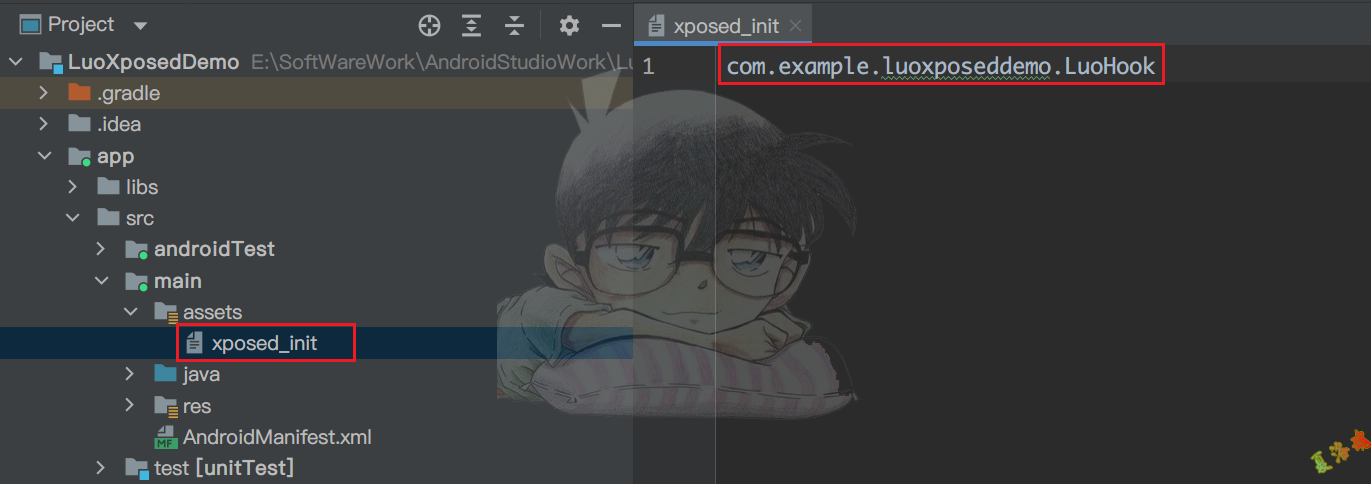 Project
xposed_init
LuoXposedDemo E:\SoftWareWork\AndroidStudioWork\Lu
1 com.example.luoxposeddemo.LuoHook
.gradle
.idea
app
libs
src
androidTest
main
assets
xposed_init
java
res
MF AndroidManifest.xml
test [unitTest]